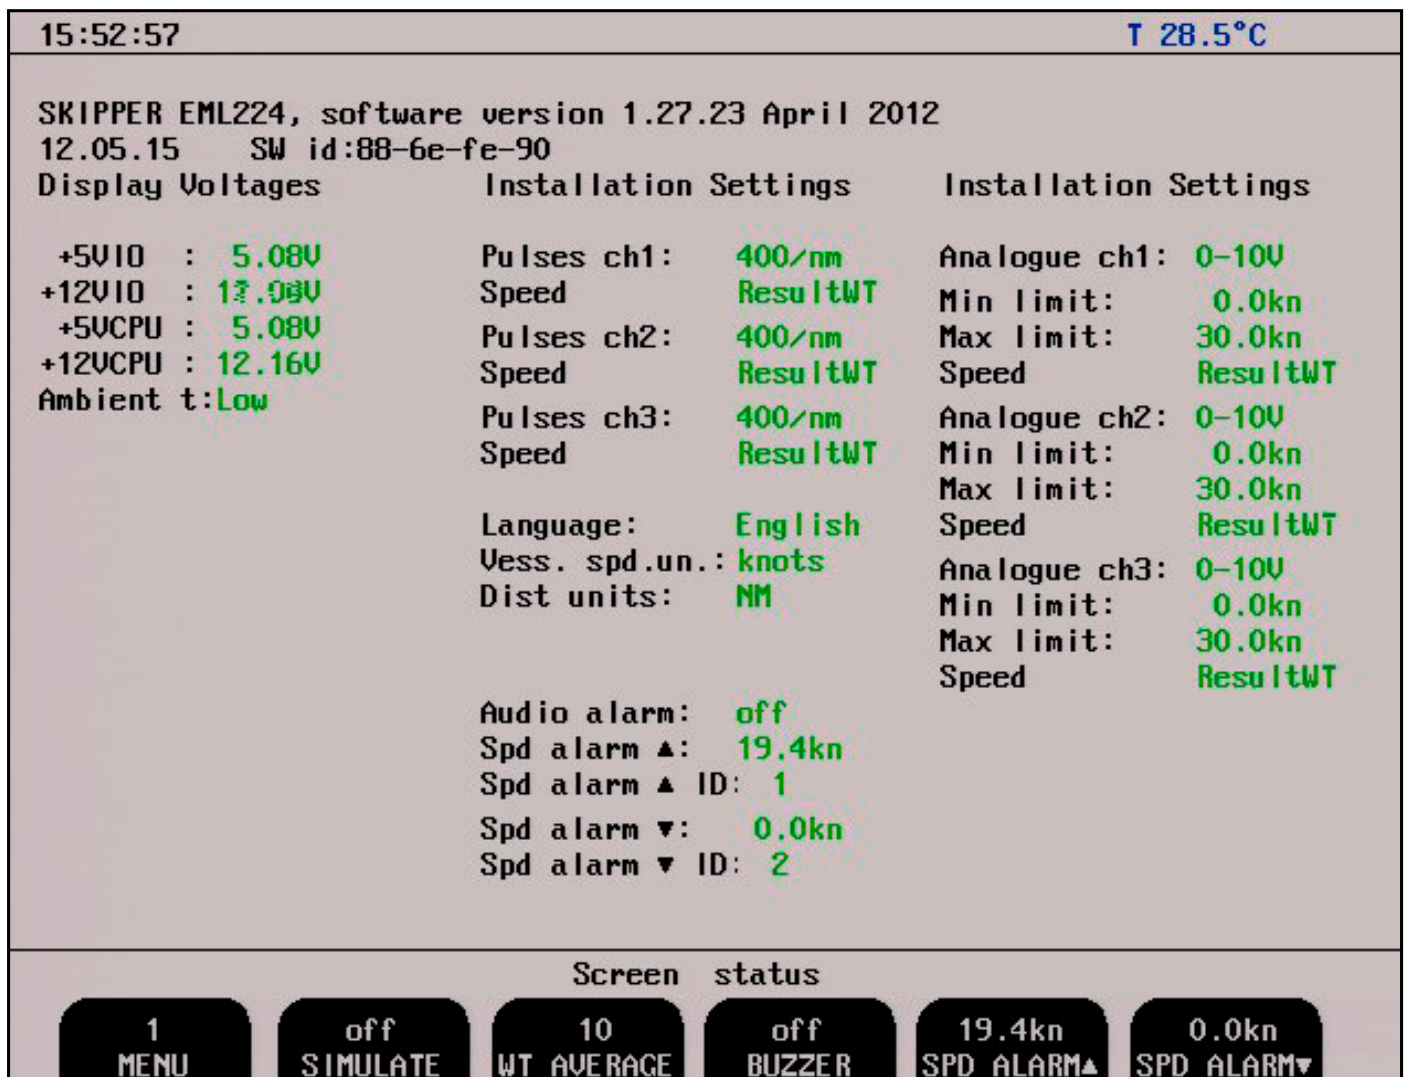 15:52:57 T 28.5°C
SKIPPER EML224, software version 1.27.23 April 2012
12.05.15 SW id:88-6e-fe-90
Display Voltages
+5VIO : 5.08V
+12VIO :
+5VCPU : 5.08V
+12VCPU : 12.16V
Ambient t:Low
Installation Settings
Pulses ch1: 400/nm
Speed ResultWT
Pulses ch2: 400/nm
Speed ResultWT
Pulses ch3: 400/nm
Speed ResultWT
Language: English
Vess. spd.un.: knots
Dist units: NM
Audio alarm: off
Spd alarm ▲: 19.4kn
Spd alarm ▲ ID: 1
Spd alarm ▼: 0.0kn
Spd alarm ▼ ID: 2
Installation Settings
Analogue ch1: 0-10V
Min limit: 0.0kn
Max limit: 30.0kn
Speed ResultWT
Analogue ch2: 0-10V
Min limit: 0.0kn
Max limit: 30.0kn
Speed ResultWT
Analogue ch3: 0-10V
Min limit: 0.0kn
Max limit: 30.0kn
Speed ResultWT
Screen status
1 off 10 off 19.4kn 0.0kn
MENU SIMULATE WT AVERAGE BUZZER SPD ALARM▲ SPD ALARM▼